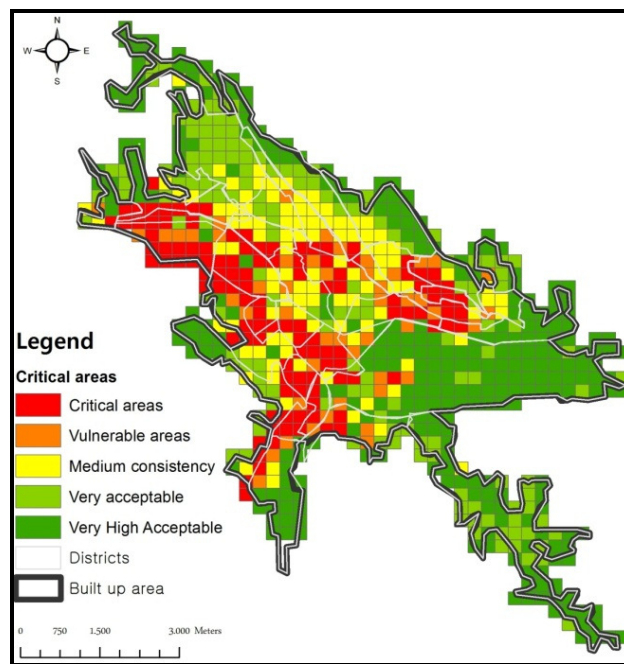 N
W E
S
Legend
Critical areas
Critical areas
Vulnerable areas
Medium consistency
Very acceptable
Very High Acceptable
Districts
Built up area
0 750 1.500 3.000 Meters